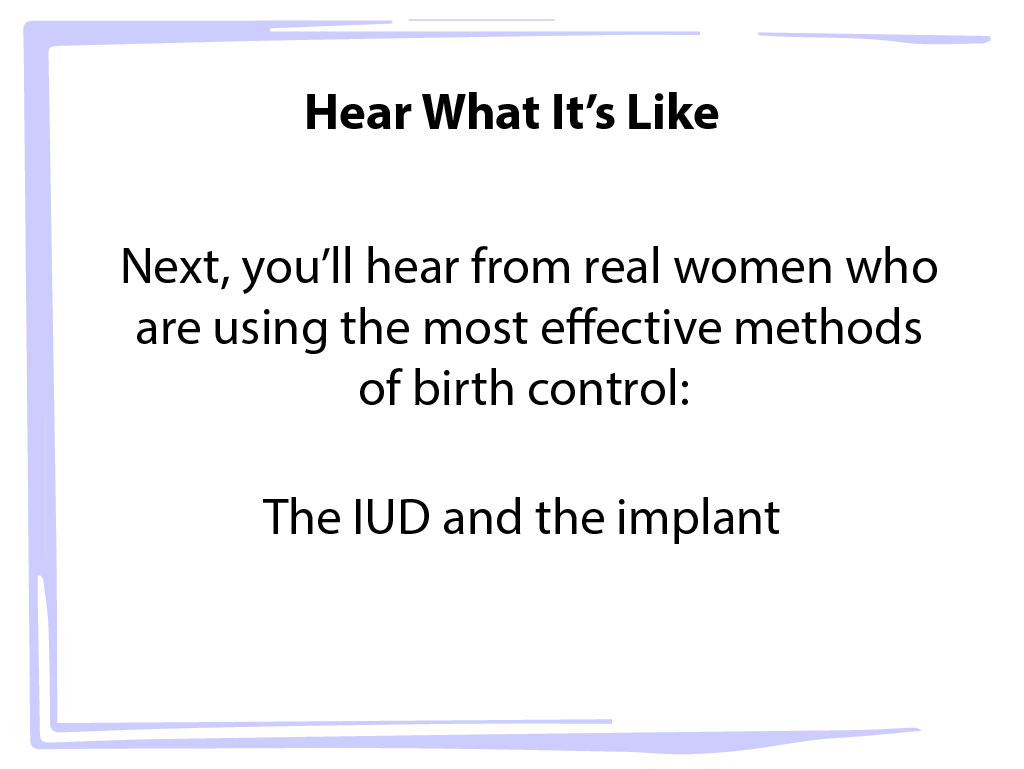 Hear What It’s Like
Next, you’ll hear from real women who
are using the most effective methods
of birth control:
The IUD and the implant